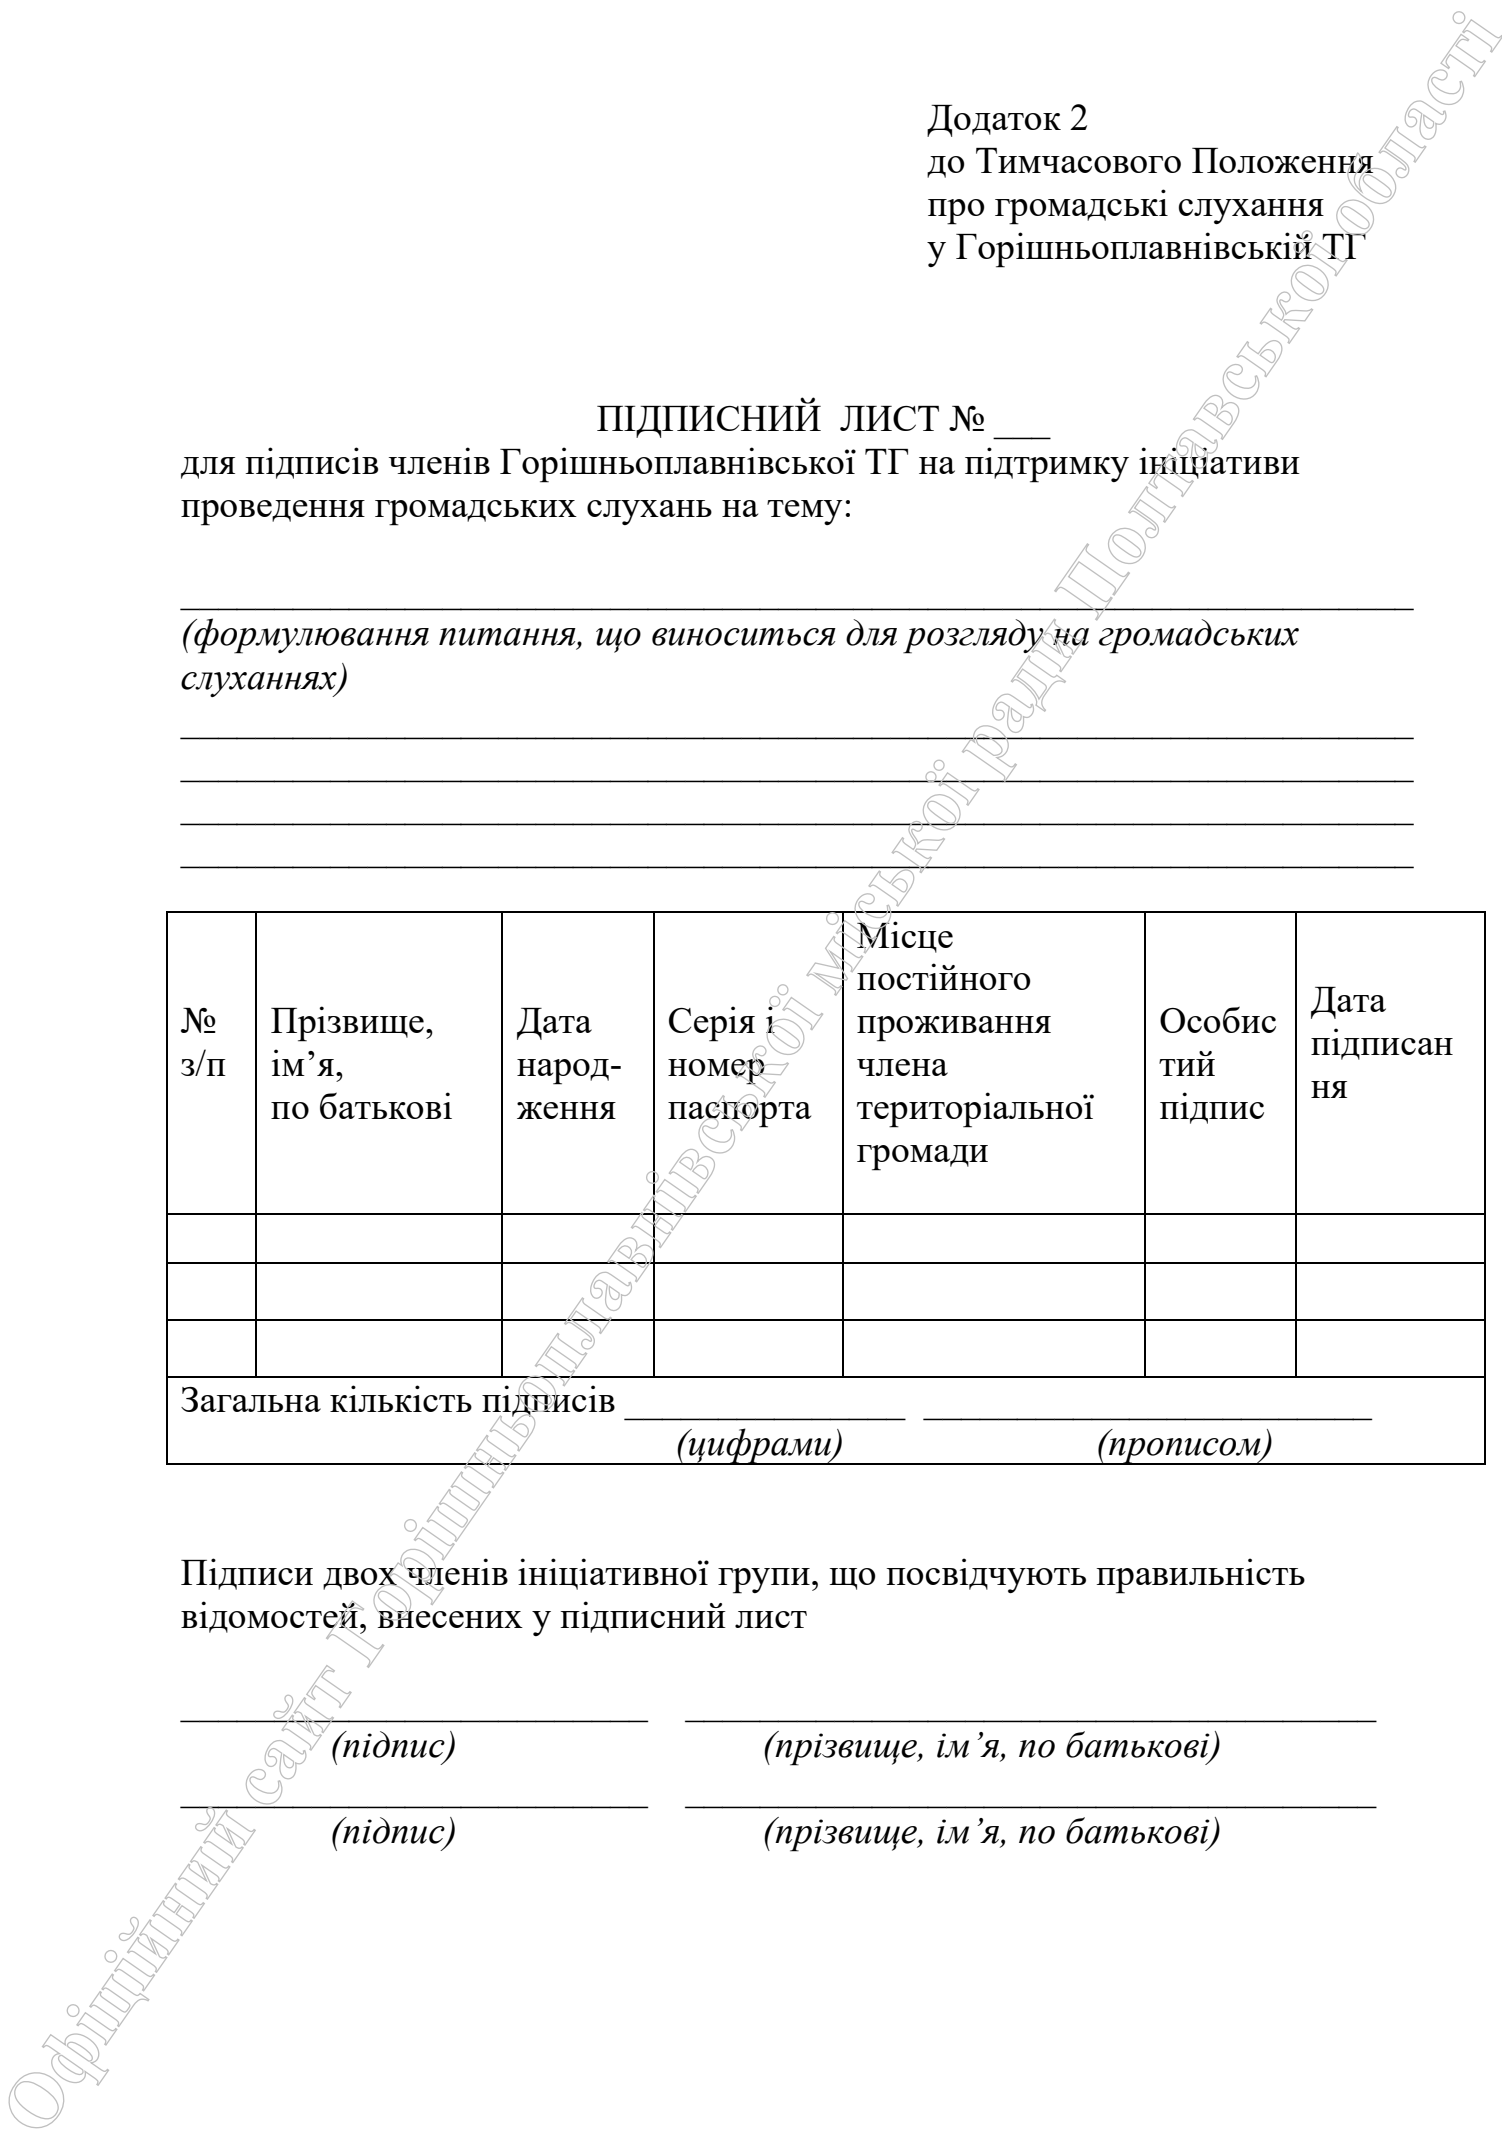 Додаток 2
до Тимчасового Положення
про громадські слухання
у Горішньоплавнівській ТГ
ПІДПИСНИЙ ЛИСТ № ___
для підписів членів Горішньоплавнівської ТГ на підтримку ініціативи
проведення громадських слухань на тему:
(формулювання питання, що виноситься для розгляду на громадських
слуханнях)
№
з/п
Прізвище,
ім’я,
по батькові
Дата
народ-
ження
Серія і
номер
паспорта
Місце
постійного
проживання
члена
територіальної
громади
Особис
тий
підпис
Дата
підписан
ня
Загальна кількість підписів _______________ ________________________
(цифрами) (прописом)
Підписи двох членів ініціативної групи, що посвідчують правильність
відомостей, внесених у підписний лист
(підпис) (прізвище, ім’я, по батькові)
(підпис) (прізвище, ім’я, по батькові)
Офіційний сайт Горішньоплавнівської міської ради Полтавської області